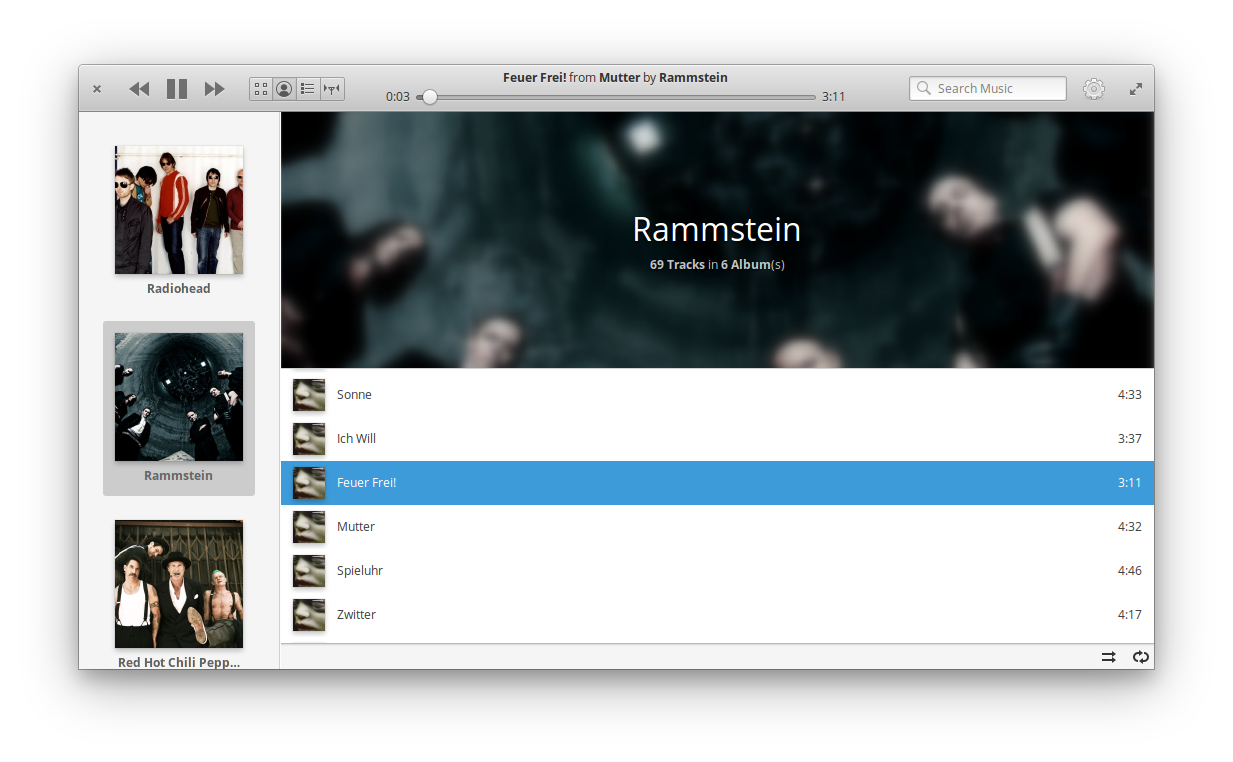 Feuer Frei! from Mutter by Rammstein
0:03 3:11
Search Music
Radiohead
Rammstein
Red Hot Chili Pepp...
Rammstein
69 Tracks in 6 Album(s)
Sonne 4:33
Ich Will 3:37
Feuer Frei! 3:11
Mutter 4:32
Spieluhr 4:46
Zwitter 4:17